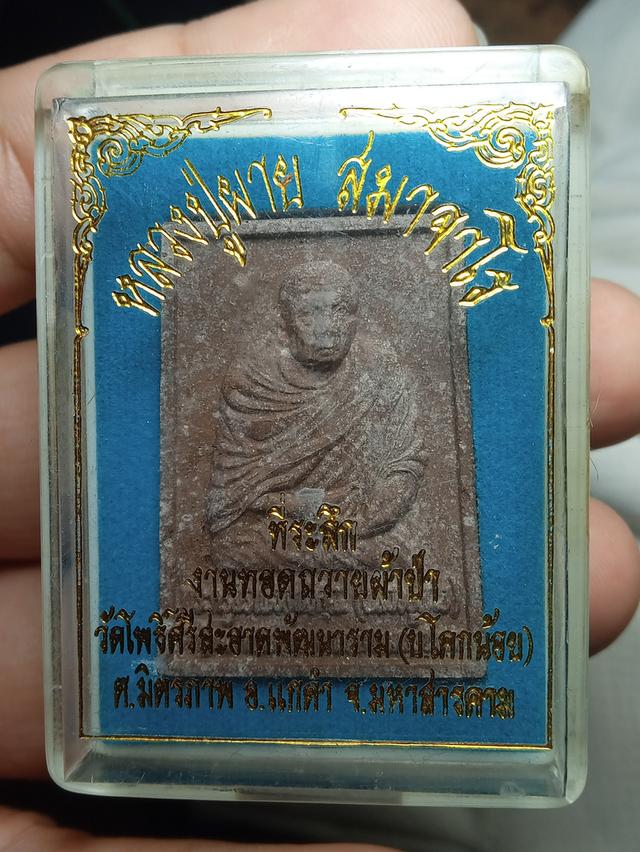 หลวงปู่ผาย สมาจาโร
ที่ระลึก
งานทอดถวายผ้าป่า
วัดโพธิ์ศรีสะอาดพัฒนาราม (บ.โคกน้อย)
ต.มิตรภาพ อ.แกดำ จ.มหาสารคาม